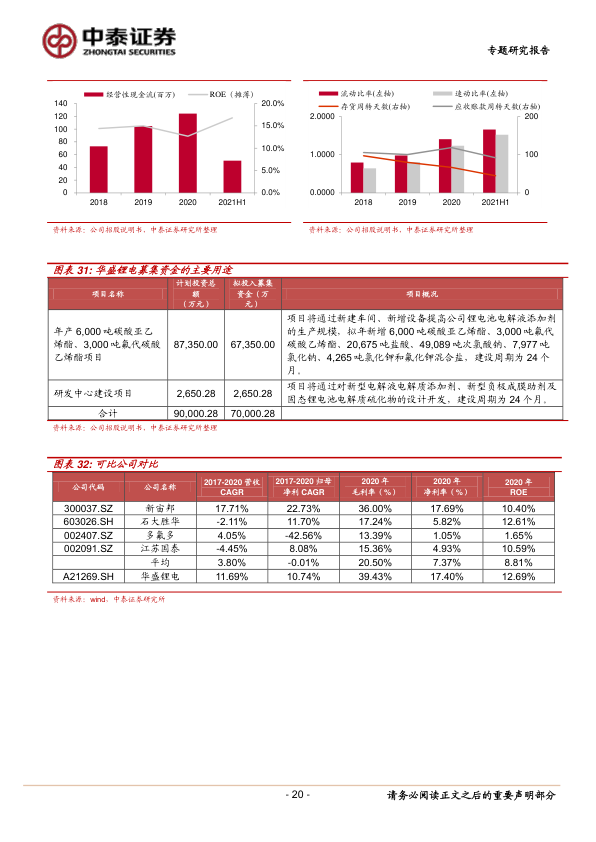 中泰证券
ZHONGTAI SECURITIES
专题研究报告
经营性现金流(百万) ROE（摊薄）
140 20.0%
120
100 15.0%
80
60 10.0%
40 5.0%
20
0 0.0%
2018 2019 2020 2021H1
资料来源：公司招股说明书、中泰证券研究所整理
流动比率(左轴) 速动比率(左轴)
存货周转天数(右轴) 应收账款周转天数(右轴)
2.0000 200
1.0000 100
0.0000 0
2018 2019 2020 2021H1
资料来源：公司招股说明书、中泰证券研究所整理
图表 31: 华盛锂电募集资金的主要用途
项目名称 计划投资总额（万元） 拟投入募集资金（万元） 项目概况
年产 6,000 吨碳酸亚乙
烯酯、3,000 吨氟代碳酸
乙烯酯项目
87,350.00 67,350.00
项目将通过新建车间、新增设备提高公司锂电池电解液添加剂
的生产规模，拟年新增 6,000 吨碳酸亚乙烯酯、3,000 吨氟代
碳酸乙烯酯、20,675 吨盐酸、49,089 吨次氯酸钠、7,977 吨
氯化钠、4,265 吨氯化钾和氟化钾混合盐，建设周期为 24 个
月。
研发中心建设项目 2,650.28 2,650.28
项目将通过对新型电解液电解质添加剂、新型负极成膜助剂及
固态锂电池电解质硫化物的设计开发，建设周期为 24 个月。
合计 90,000.28 70,000.28
资料来源：公司招股说明书、中泰证券研究所整理
图表 32: 可比公司对比
公司代码 公司名称 2017-2020 营收 CAGR 2017-2020 归母净利 CAGR 2020 年毛利率（%） 2020 年净利率（%） 2020 年 ROE
300037.SZ 新宙邦 17.71% 22.73% 36.00% 17.69% 10.40%
603026.SH 石大胜华 -2.11% 11.70% 17.24% 5.82% 12.61%
002407.SZ 多氟多 4.05% -42.56% 13.39% 1.05% 1.65%
002091.SZ 江苏国泰 -4.45% 8.08% 15.36% 4.93% 10.59%
平均 3.80% -0.01% 20.50% 7.37% 8.81%
A21269.SH 华盛锂电 11.69% 10.74% 39.43% 17.40% 12.69%
资料来源：wind、中泰证券研究所
- 20 - 请务必阅读正文之后的重要声明部分